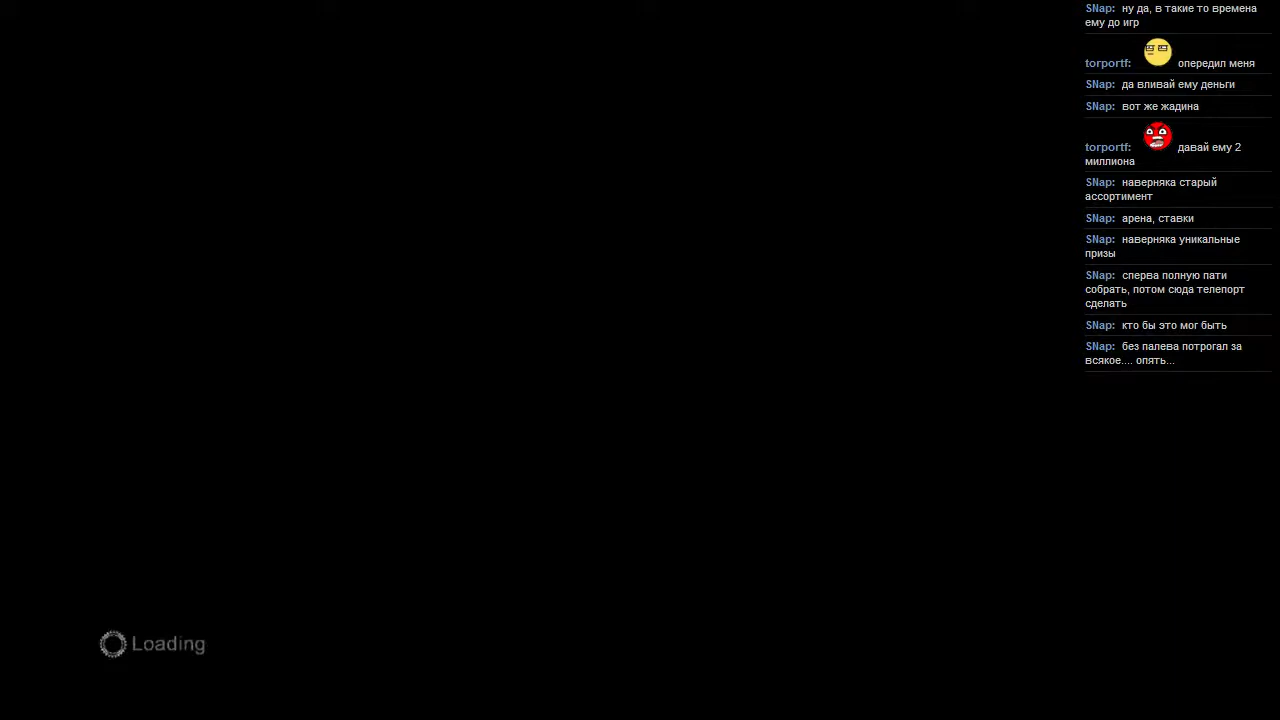 SNap: ну да, в такие то времена
ему до игр
torportf: опередил меня
SNap: да вливай ему деньги
SNap: вот же жадина
torportf: давай ему 2
миллиона
SNap: наверняка старый
ассортимент
SNap: арена, ставки
SNap: наверняка уникальные
призы
SNap: сперва полную пати
собрать, потом сюда телепорт
сделать
SNap: кто бы это мог быть
SNap: без палева потрогал за
всякое.... опять...
Loading